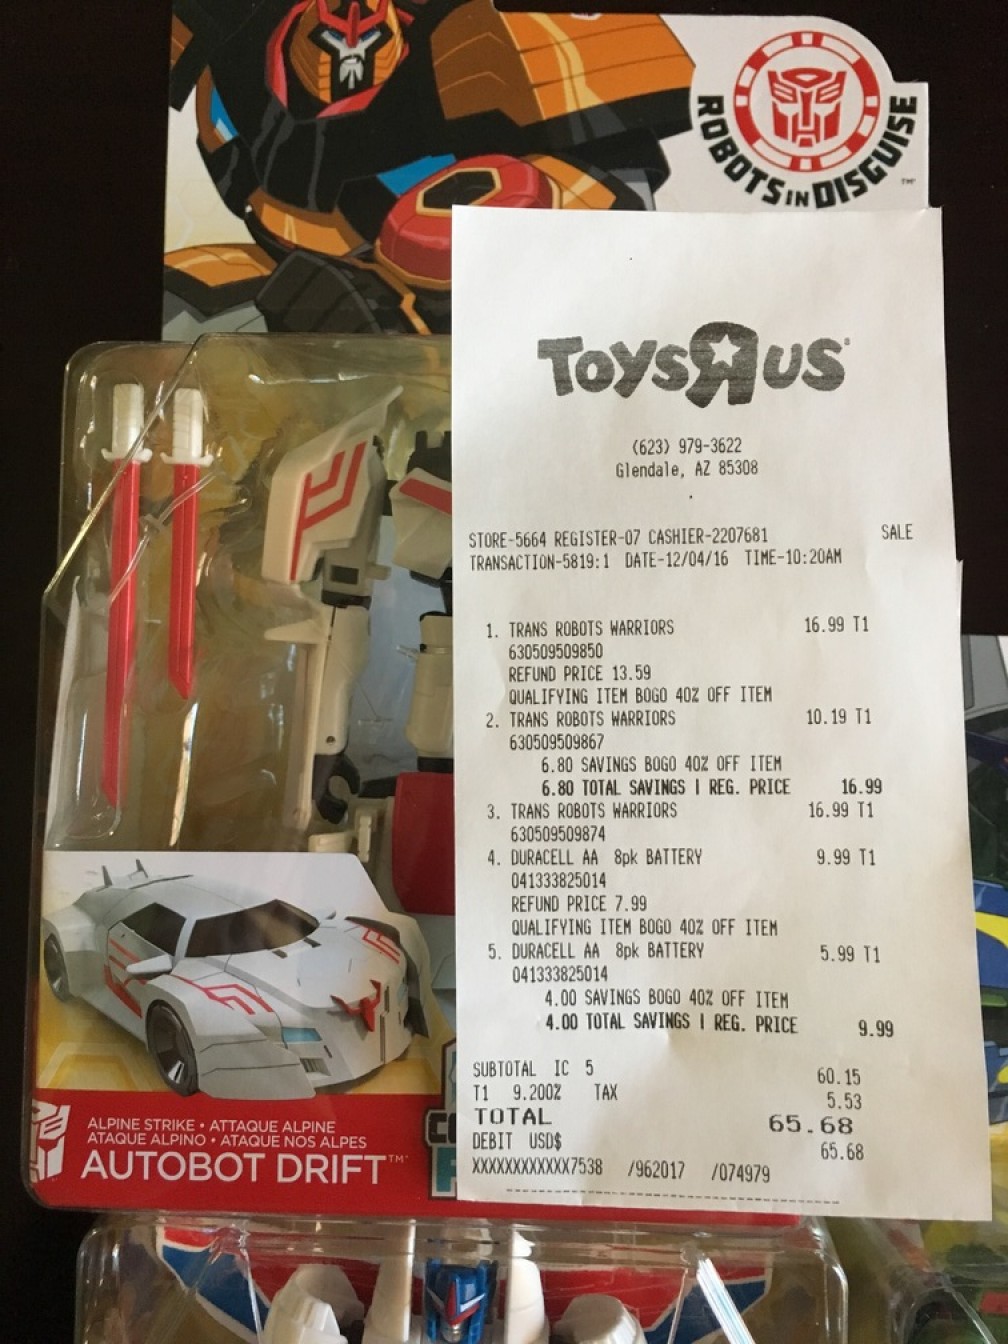 ROBOTS IN DISGUISE™
TOYSRUS
(623) 979-3622
Glendale, AZ 85308
STORE-5664 REGISTER-07 CASHIER-2207681 SALE
TRANSACTION-5819:1 DATE-12/04/16 TIME-10:20AM
1. TRANS ROBOTS WARRIORS 16.99 T1
630509509850
REFUND PRICE 13.59
QUALIFYING ITEM BOGO 40% OFF ITEM
2. TRANS ROBOTS WARRIORS 10.19 T1
630509509867
6.80 SAVINGS BOGO 40% OFF ITEM
6.80 TOTAL SAVINGS | REG. PRICE 16.99
3. TRANS ROBOTS WARRIORS 16.99 T1
630509509874
4. DURACELL AA 8pk BATTERY 9.99 T1
041333825014
REFUND PRICE 7.99
QUALIFYING ITEM BOGO 40% OFF ITEM
5. DURACELL AA 8pk BATTERY 5.99 T1
041333825014
4.00 SAVINGS BOGO 40% OFF ITEM
4.00 TOTAL SAVINGS | REG. PRICE 9.99
SUBTOTAL IC 5 60.15
T1 9.200% TAX 5.53
TOTAL 65.68
DEBIT USD$ 65.68
XXXXXXXXXXXX7538 /962017 /074979
ALPINE STRIKE • ATTAQUE ALPINE
ATAQUE ALPINO • ATAQUE NOS ALPES
AUTOBOT DRIFT™